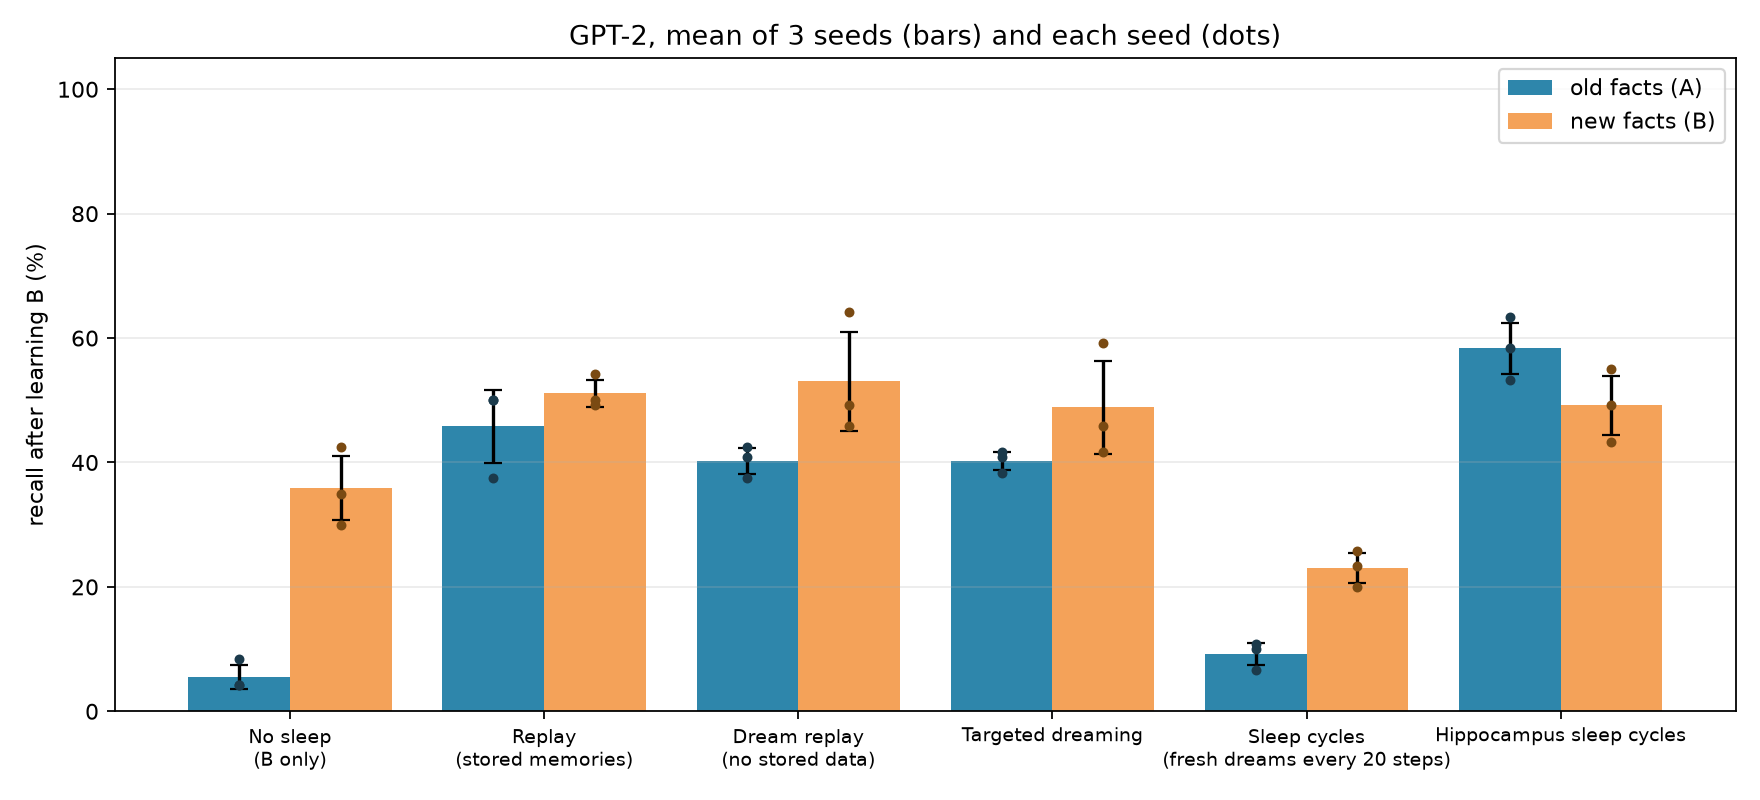 GPT-2, mean of 3 seeds (bars) and each seed (dots)
old facts (A)
new facts (B)
recall after learning B (%)
100
80
60
40
20
0
No sleep
(B only)
Replay
(stored memories)
Dream replay
(no stored data)
Targeted dreaming
Sleep cycles
(fresh dreams every 20 steps)
Hippocampus sleep cycles